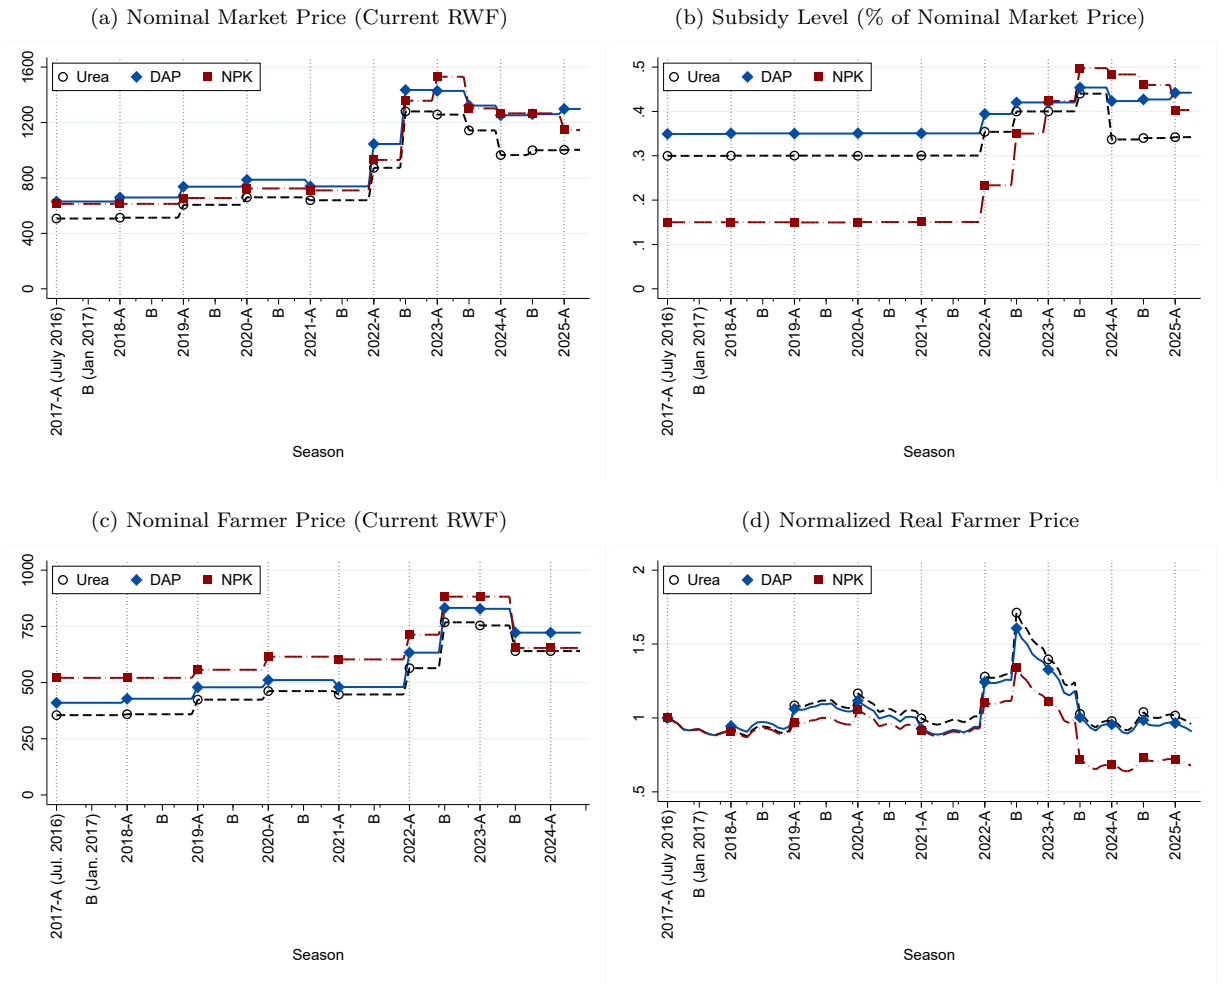 (a) Nominal Market Price (Current RWF)
Urea DAP NPK
1600
1200
800
400
0
2017-A (July 2016)
B (Jan 2017)
2018-A
B
2019-A
B
2020-A
B
2021-A
B
2022-A
B
2023-A
B
2024-A
B
2025-A
Season
(b) Subsidy Level (% of Nominal Market Price)
Urea DAP NPK
.5
.4
.3
.2
.1
0
2017-A (July 2016)
B (Jan 2017)
2018-A
B
2019-A
B
2020-A
B
2021-A
B
2022-A
B
2023-A
B
2024-A
B
2025-A
Season
(c) Nominal Farmer Price (Current RWF)
Urea DAP NPK
1000
750
500
250
0
2017-A (Jul. 2016)
B (Jan. 2017)
2018-A
B
2019-A
B
2020-A
B
2021-A
B
2022-A
B
2023-A
B
2024-A
Season
(d) Normalized Real Farmer Price
Urea DAP NPK
2
1.5
1
.5
2017-A (July 2016)
B (Jan 2017)
2018-A
B
2019-A
B
2020-A
B
2021-A
B
2022-A
B
2023-A
B
2024-A
B
2025-A
Season